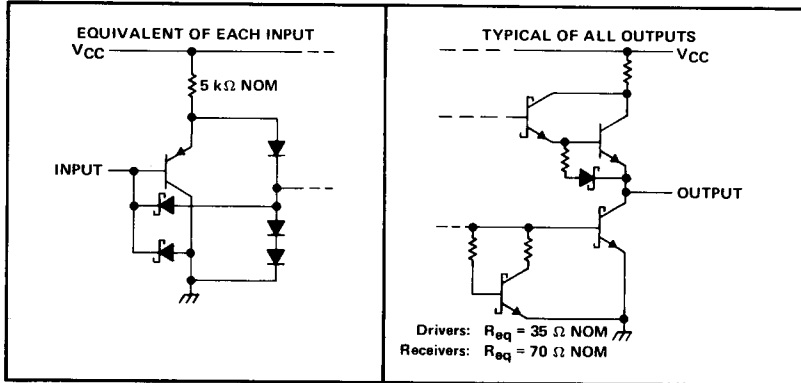 EQUIVALENT OF EACH INPUT
VCC
5 kΩ NOM
INPUT
TYPICAL OF ALL OUTPUTS
VCC
OUTPUT
Drivers: Req = 35 Ω NOM
Receivers: Req = 70 Ω NOM